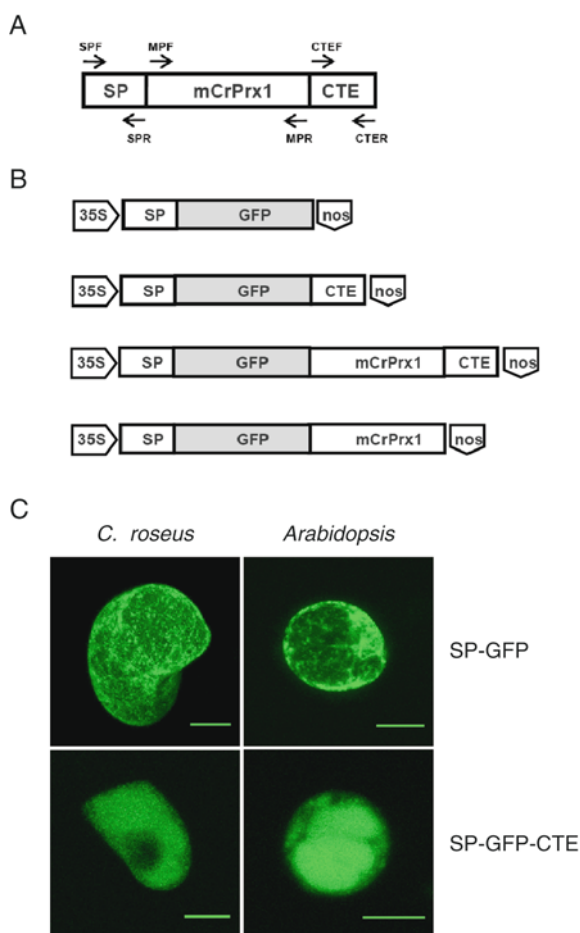 A
SPF MPF CTEF
SP mCrPrx1 CTE
SPR MPR CTER
B
35S SP GFP nos
35S SP GFP CTE nos
35S SP GFP mCrPrx1 CTE nos
35S SP GFP mCrPrx1 nos
C
C. roseus Arabidopsis
SP-GFP
SP-GFP-CTE